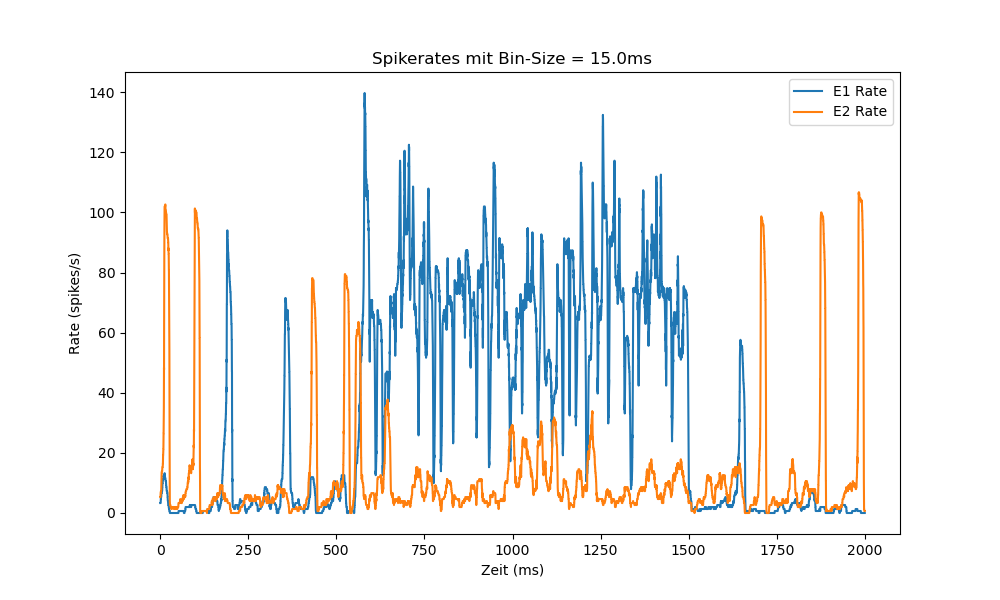 Spikerates mit Bin-Size = 15.0ms
E1 Rate
E2 Rate
140
120
100
80
60
40
20
0
Rate (spikes/s)
0 250 500 750 1000 1250 1500 1750 2000
Zeit (ms)